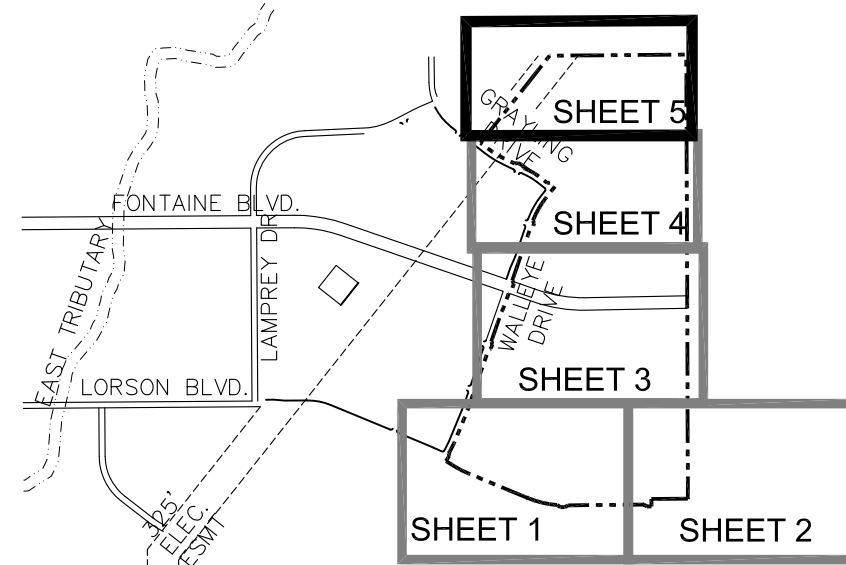 SHEET 5
GRAYLING
DRIVE
SHEET 4
FONTAINE BLVD.
EAST TRIBUTARY
LAMPREY DR
WALLEYE
DRIVE
SHEET 3
LORSON BLVD.
325'
ELEC.
ESMT
SHEET 1
SHEET 2